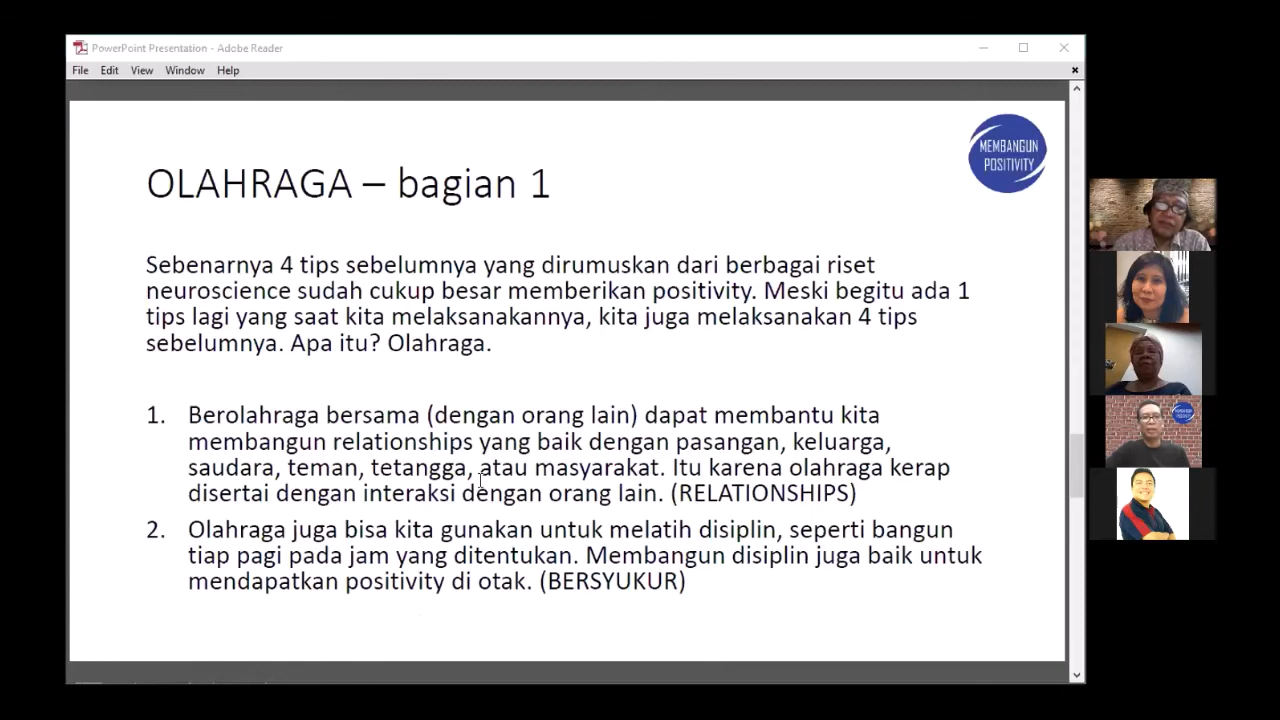 PowerPoint Presentation - Adobe Reader
File Edit View Window Help
MEMBANGUN
POSITIVITY
OLAHRAGA – bagian 1
Sebenarnya 4 tips sebelumnya yang dirumuskan dari berbagai riset
neuroscience sudah cukup besar memberikan positivity. Meski begitu ada 1
tips lagi yang saat kita melaksanakannya, kita juga melaksanakan 4 tips
sebelumnya. Apa itu? Olahraga.
1. Berolahraga bersama (dengan orang lain) dapat membantu kita
membangun relationships yang baik dengan pasangan, keluarga,
saudara, teman, tetangga, atau masyarakat. Itu karena olahraga kerap
disertai dengan interaksi dengan orang lain. (RELATIONSHIPS)
2. Olahraga juga bisa kita gunakan untuk melatih disiplin, seperti bangun
tiap pagi pada jam yang ditentukan. Membangun disiplin juga baik untuk
mendapatkan positivity di otak. (BERSYUKUR)